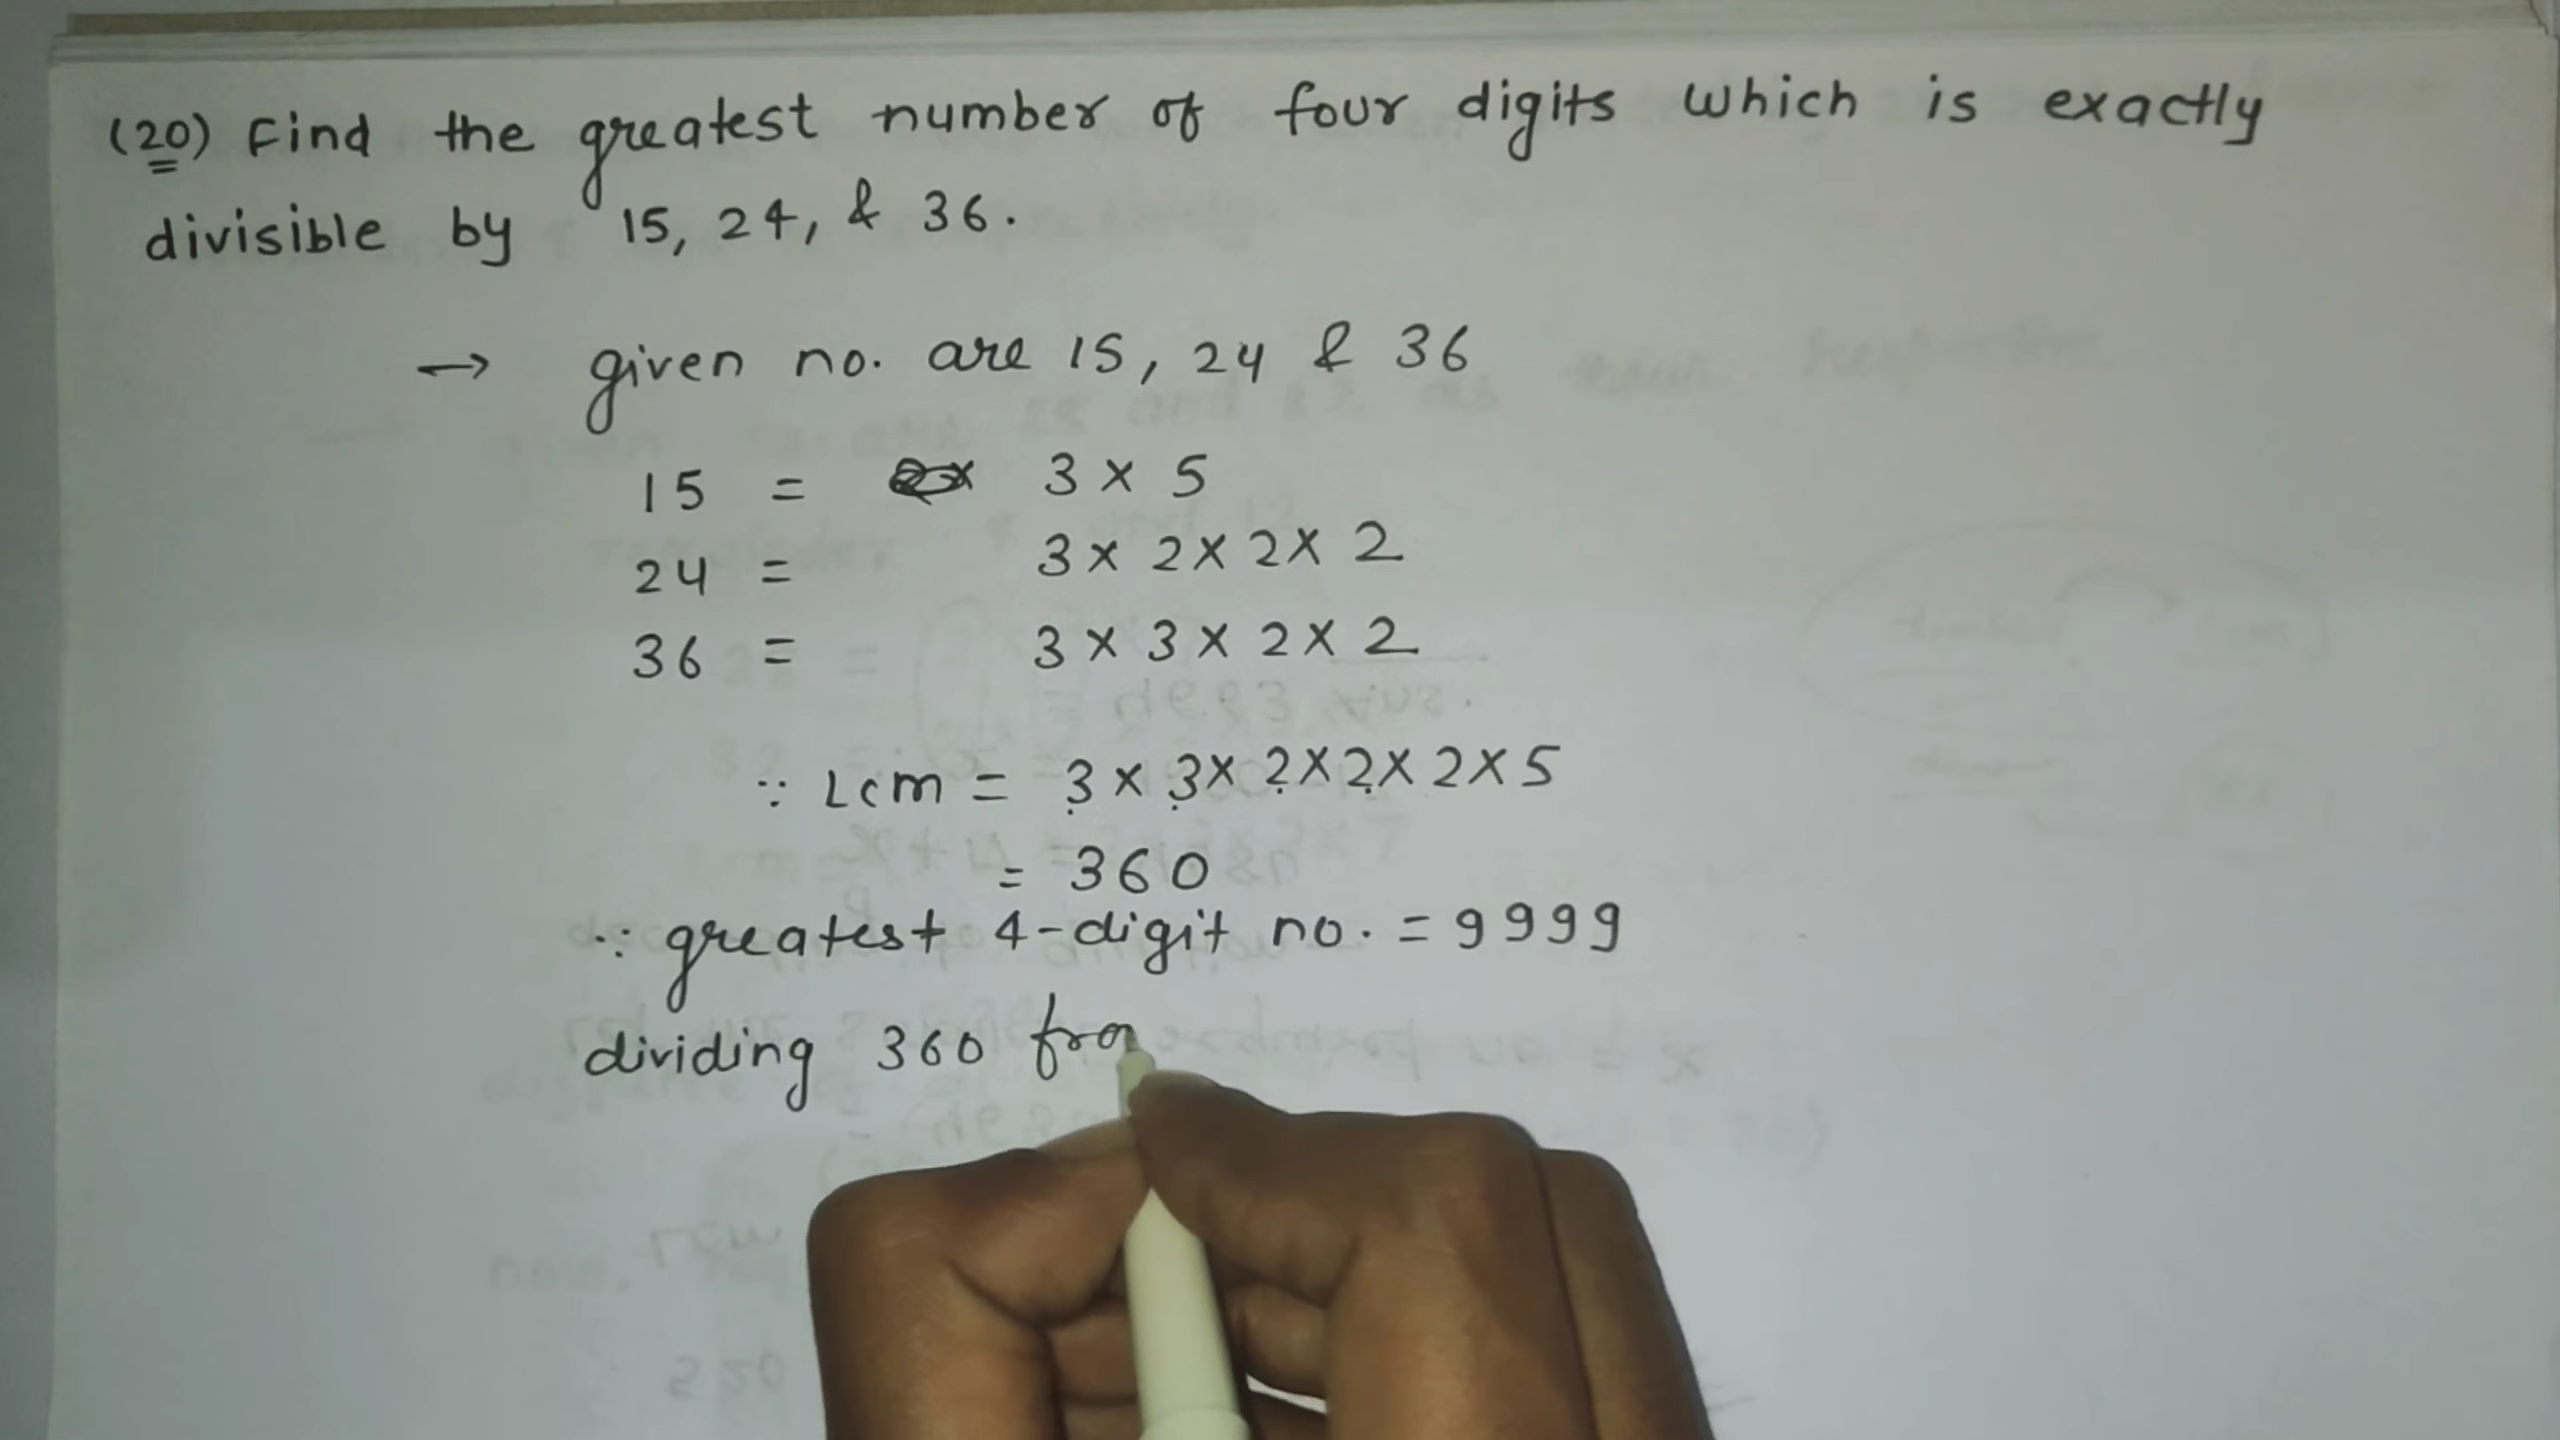 (20) Find the greatest number of four digits which is exactly
divisible by 15, 24, & 36.
→ given no. are 15, 24 & 36
15 = 3 × 5
24 = 3 × 2 × 2 × 2
36 = 3 × 3 × 2 × 2
∵ Lcm = 3 × 3 × 2 × 2 × 2 × 5
= 360
∵ greatest 4-digit no. = 9999
dividing 360 fro